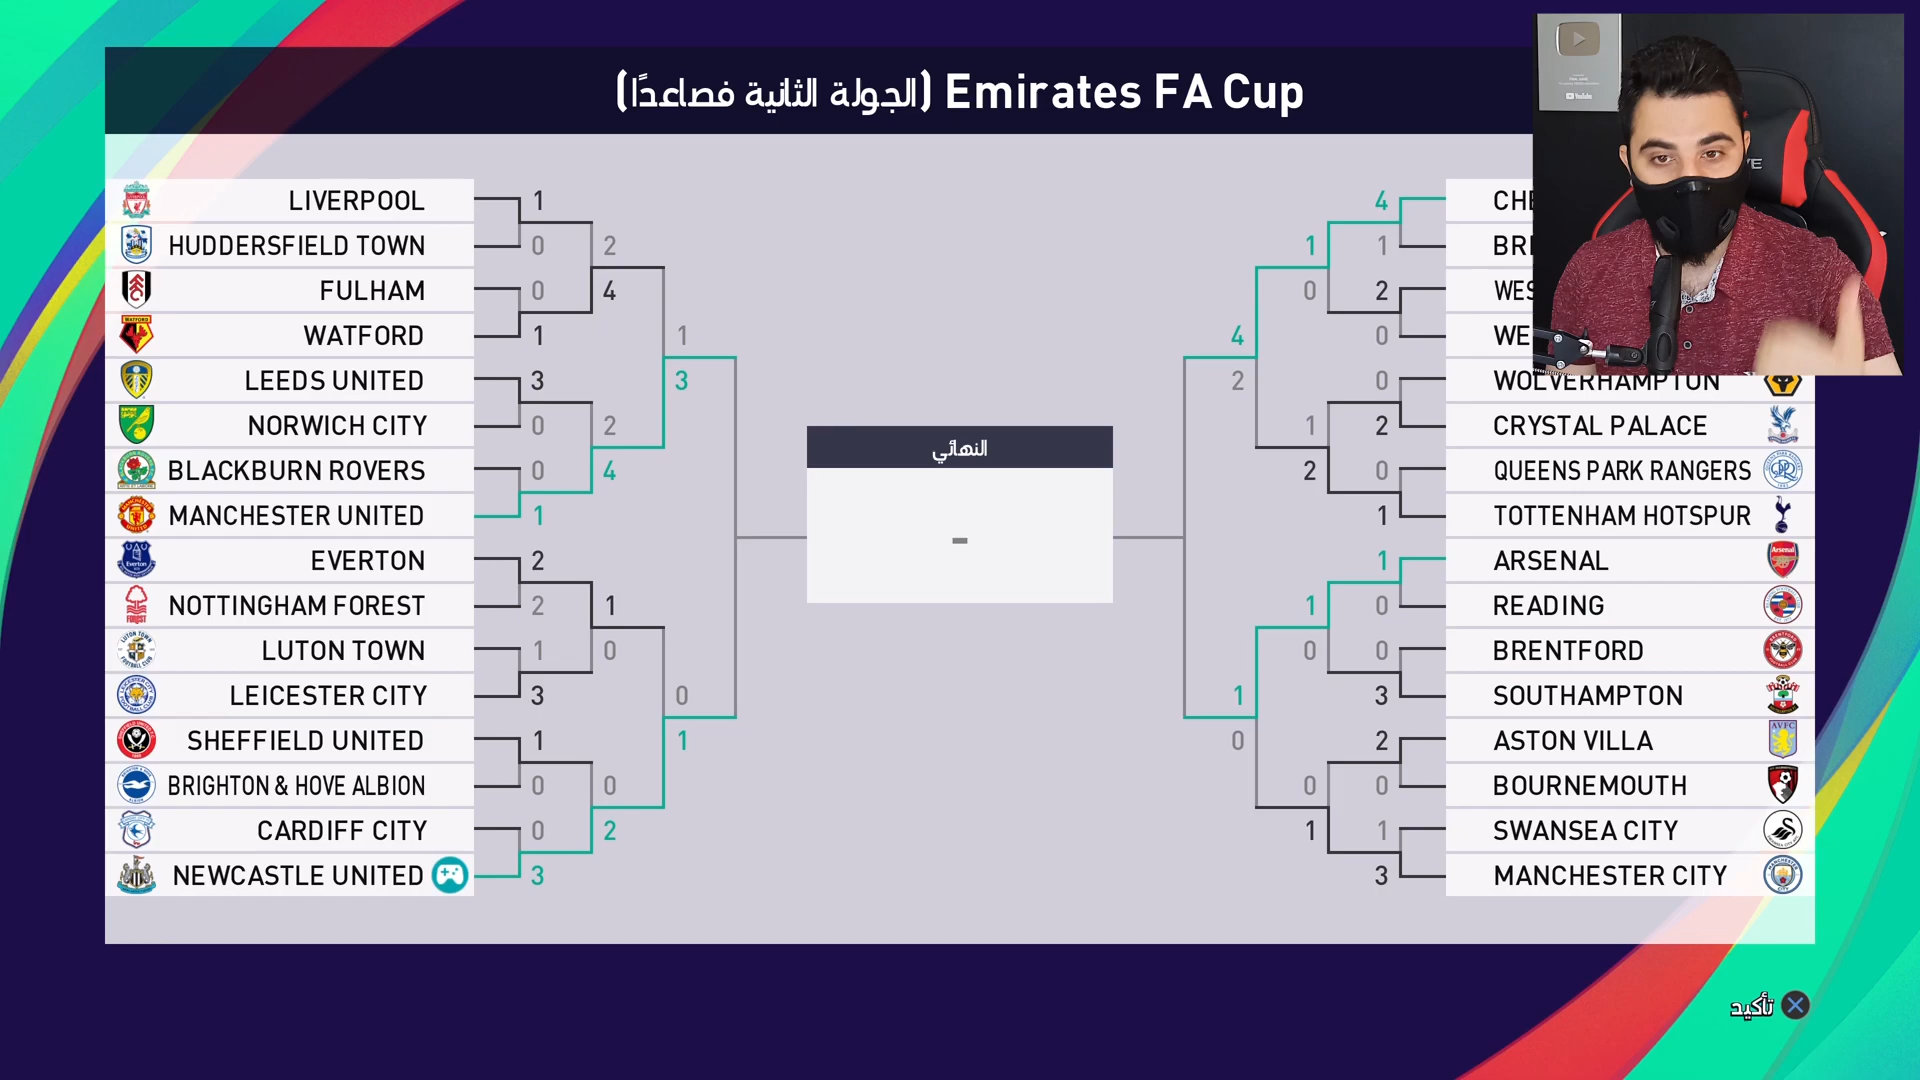 Emirates FA Cup (الجولة الثانية فصاعدًا)
LIVERPOOL 1
HUDDERSFIELD TOWN 0
2
FULHAM 0
4
WATFORD 1
1
LEEDS UNITED 3
3
NORWICH CITY 0
2
BLACKBURN ROVERS 0
4
MANCHESTER UNITED 1
EVERTON 2
NOTTINGHAM FOREST 2
1
LUTON TOWN 1
0
LEICESTER CITY 3
0
SHEFFIELD UNITED 1
1
BRIGHTON & HOVE ALBION 0
0
CARDIFF CITY 0
2
NEWCASTLE UNITED 3
النهائي
-
4
1 1
0 2
4 0
2 0 WOLVERHAMPTON
1 2 CRYSTAL PALACE
2 0 QUEENS PARK RANGERS
1 TOTTENHAM HOTSPUR
1 ARSENAL
1 0 READING
0 0 BRENTFORD
1 3 SOUTHAMPTON
0 2 ASTON VILLA
0 0 BOURNEMOUTH
1 1 SWANSEA CITY
3 MANCHESTER CITY
YouTube
تأكيد